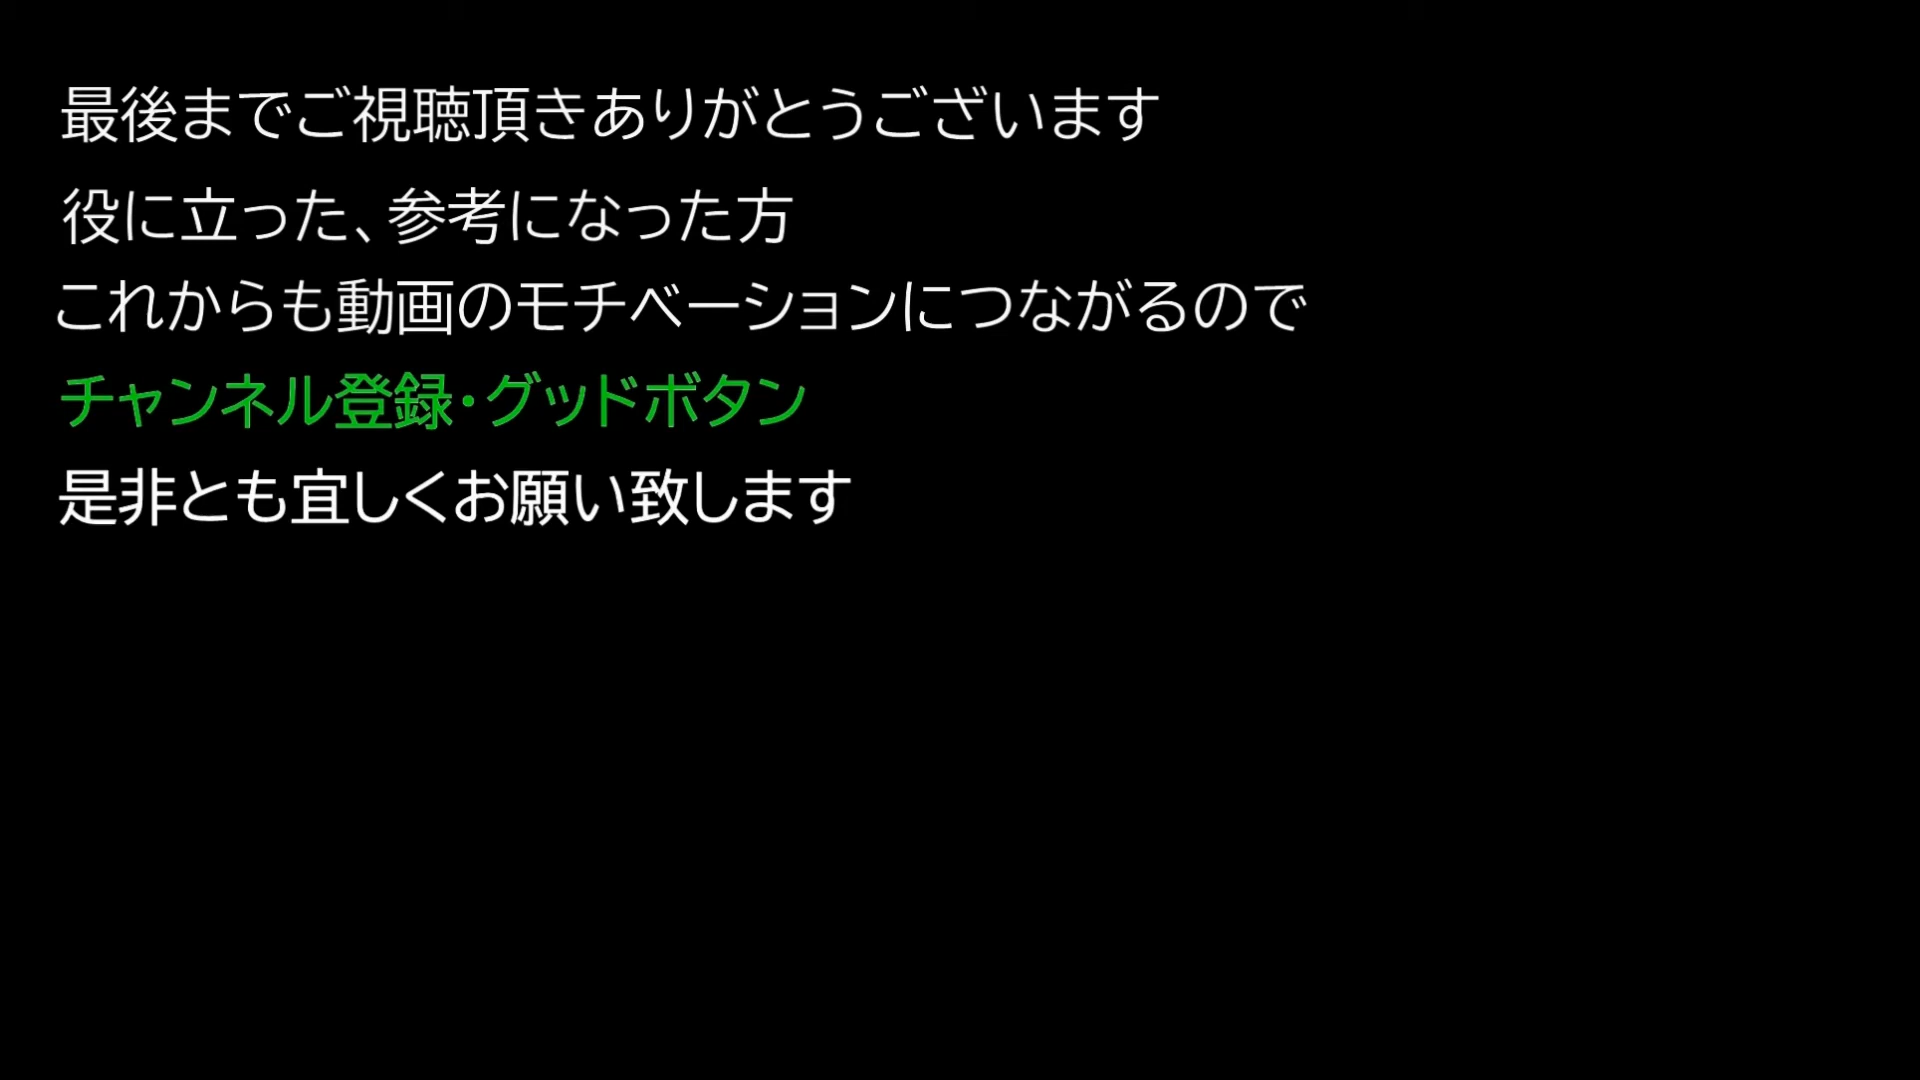 最後までご視聴頂きありがとうございます
役に立った、参考になった方
これからも動画のモチベーションにつながるので
チャンネル登録・グッドボタン
是非とも宜しくお願い致します